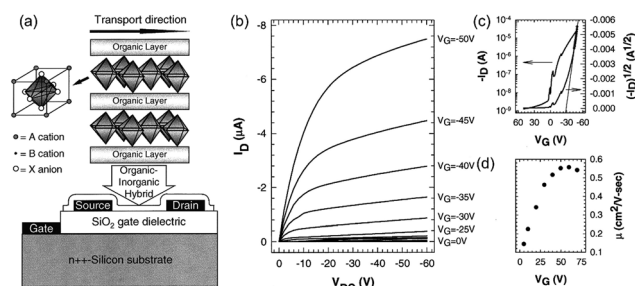 (a)
Transport direction
Organic Layer
Organic Layer
Organic Layer
= A cation
= B cation
= X anion
Organic-
Inorganic
Hybrid
Source
Drain
Gate
SiO2 gate dielectric
n++-Silicon substrate
(b)
-8
-6
-4
-2
0
I_D (μA)
0 -10 -20 -30 -40 -50 -60
(V)
VG=-50V
VG=-45V
VG=-40V
VG=-35V
VG=-30V
VG=-25V
VG=0V
(c)
10-4
10-5
10-6
10-7
10-8
10-9
-ID (A)
60 30 0 -30 -60
VG (V)
-0.006
-0.005
-0.004
-0.003
-0.002
-0.001
0.000
(-ID)1/2 (A1/2)
(d)
0.6
0.5
0.4
0.3
0.2
0.1
μ (cm2/V-sec)
0 25 50 75
VG (V)